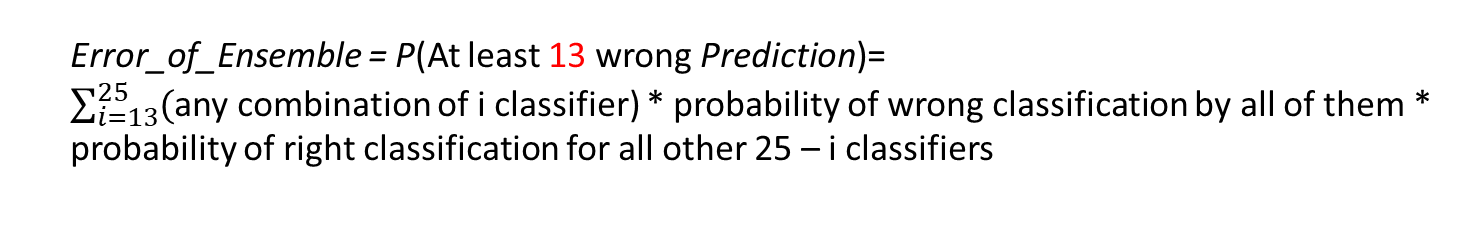 Error_of_Ensemble = P(At least 13 wrong Prediction)=
∑²⁵ᵢ₌₁₃(any combination of i classifier) * probability of wrong classification by all of them *
probability of right classification for all other 25 – i classifiers